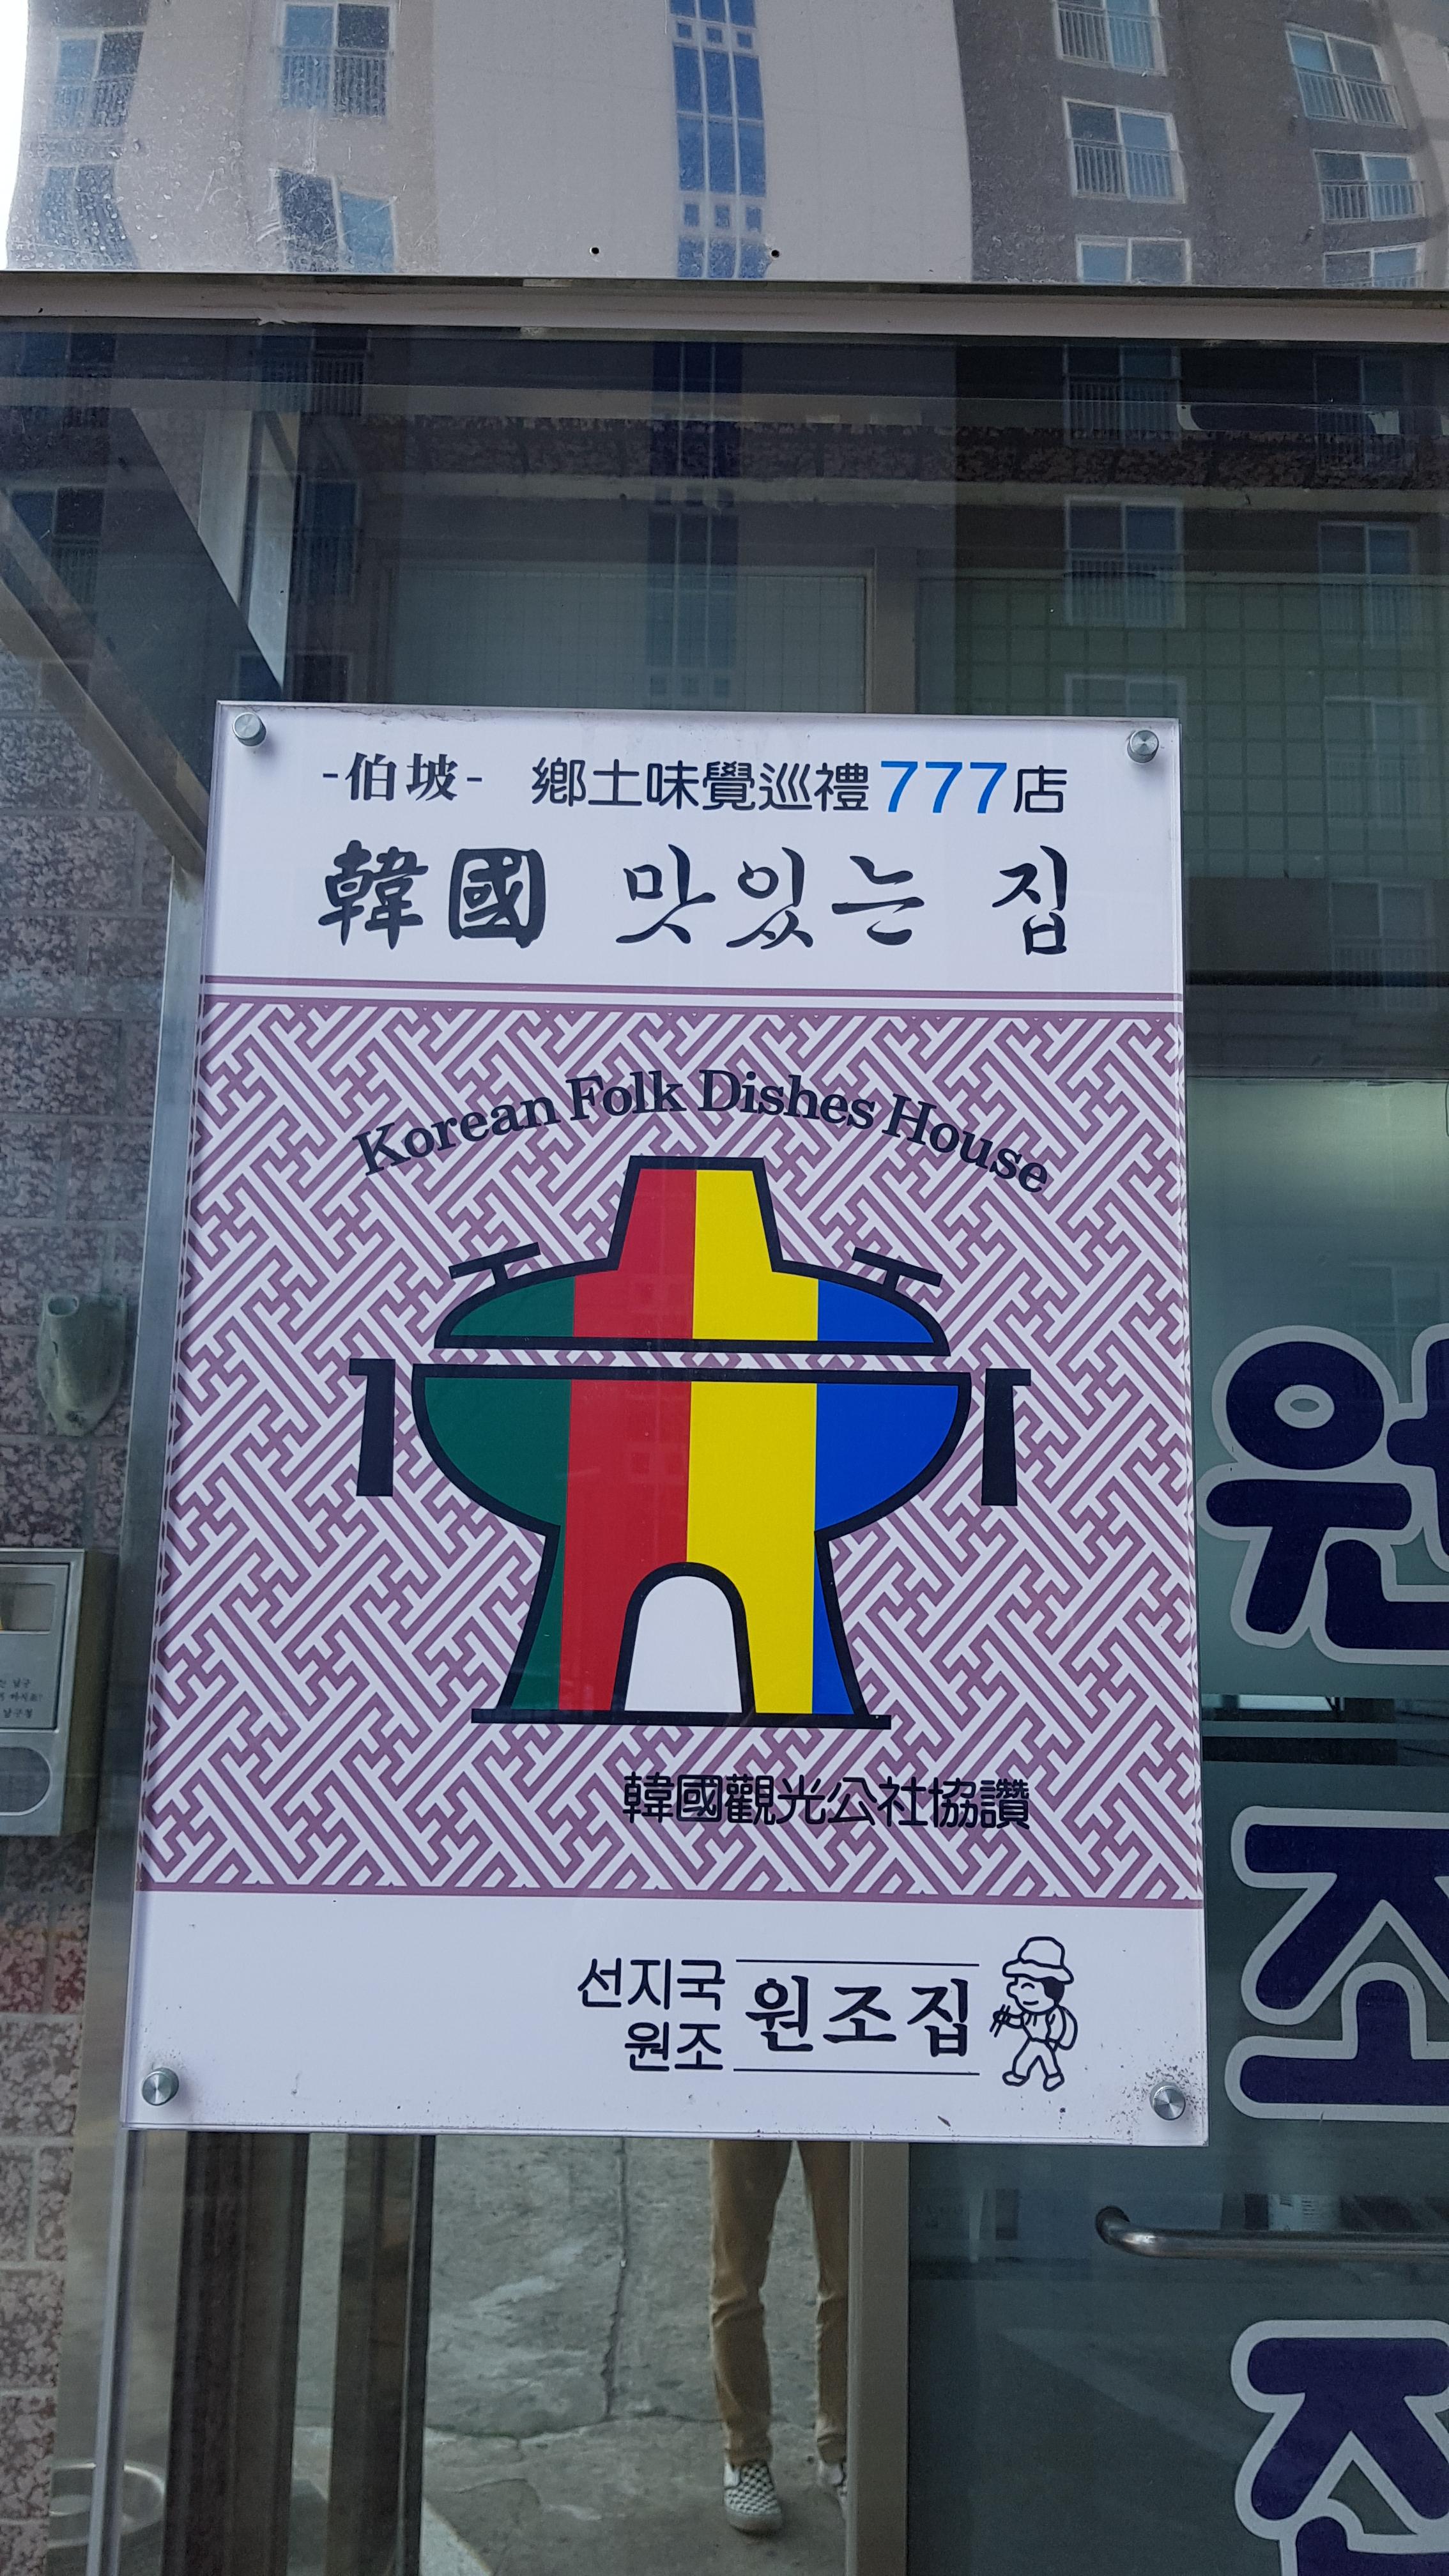 -伯坡- 鄕土味覺巡禮777店
韓國 맛있는 집
Korean Folk Dishes House
韓國觀光公社協讚
선지국
원조
원조집
원
조